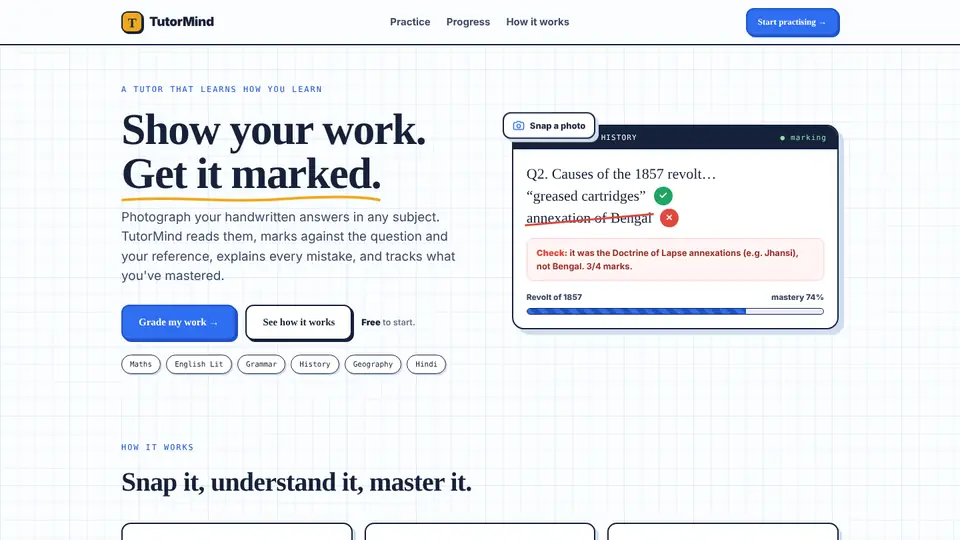 T TutorMind
Practice Progress How it works
Start practising →
A TUTOR THAT LEARNS HOW YOU LEARN
Show your work.
Get it marked.
Photograph your handwritten answers in any subject.
TutorMind reads them, marks against the question and
your reference, explains every mistake, and tracks what
you've mastered.
Grade my work →
See how it works
Free to start.
Maths
English Lit
Grammar
History
Geography
Hindi
Snap a photo
HISTORY
● marking
Q2. Causes of the 1857 revolt…
“greased cartridges”
annexation of Bengal
Check: it was the Doctrine of Lapse annexations (e.g. Jhansi),
not Bengal. 3/4 marks.
Revolt of 1857
mastery 74%
HOW IT WORKS
Snap it, understand it, master it.